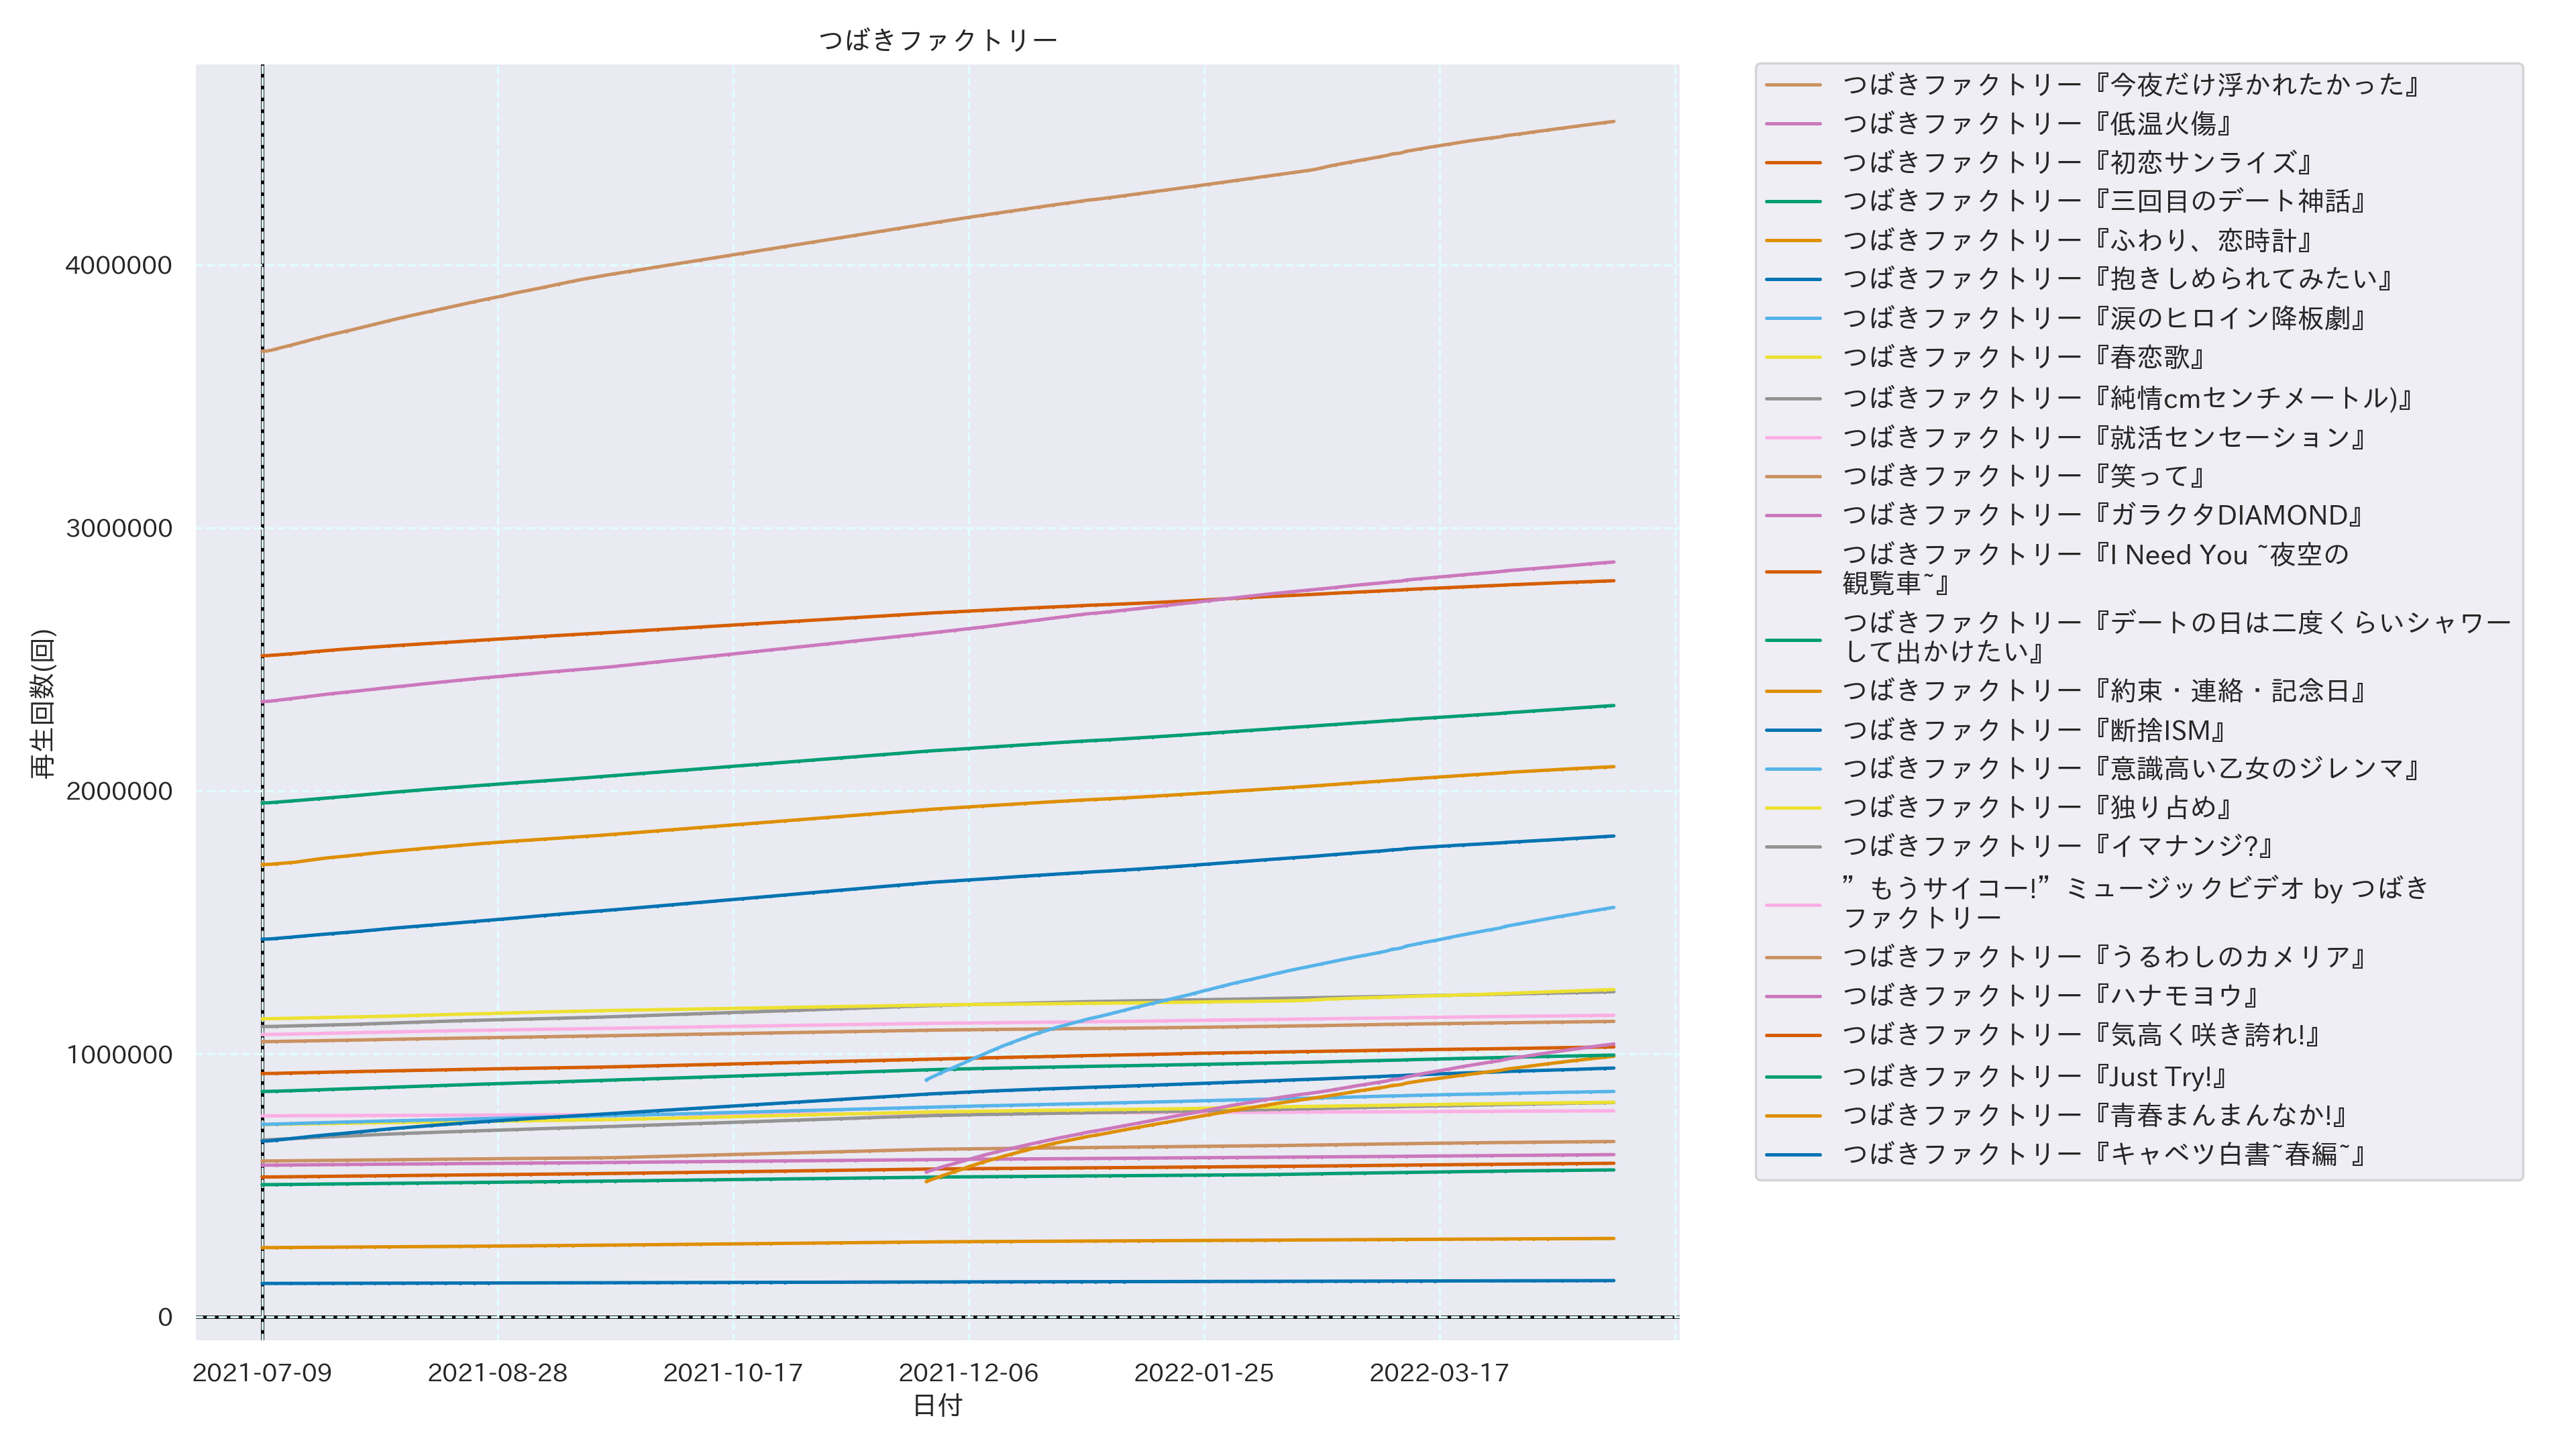 つばきファクトリー
再生回数(回)
4000000
3000000
2000000
1000000
0
2021-07-09
2021-08-28
2021-10-17
2021-12-06
2022-01-25
2022-03-17
日付
つばきファクトリー『今夜だけ浮かれたかった』
つばきファクトリー『低温火傷』
つばきファクトリー『初恋サンライズ』
つばきファクトリー『三回目のデート神話』
つばきファクトリー『ふわり、恋時計』
つばきファクトリー『抱きしめられてみたい』
つばきファクトリー『涙のヒロイン降板劇』
つばきファクトリー『春恋歌』
つばきファクトリー『純情cmセンチメートル)』
つばきファクトリー『就活センセーション』
つばきファクトリー『笑って』
つばきファクトリー『ガラクタDIAMOND』
つばきファクトリー『I Need You ~夜空の
観覧車~』
つばきファクトリー『デートの日は二度くらいシャワー
して出かけたい』
つばきファクトリー『約束・連絡・記念日』
つばきファクトリー『断捨ISM』
つばきファクトリー『意識高い乙女のジレンマ』
つばきファクトリー『独り占め』
つばきファクトリー『イマナンジ?』
”もうサイコー!”ミュージックビデオ by つばき
ファクトリー
つばきファクトリー『うるわしのカメリア』
つばきファクトリー『ハナモヨウ』
つばきファクトリー『気高く咲き誇れ!』
つばきファクトリー『Just Try!』
つばきファクトリー『青春まんまんなか!』
つばきファクトリー『キャベツ白書~春編~』